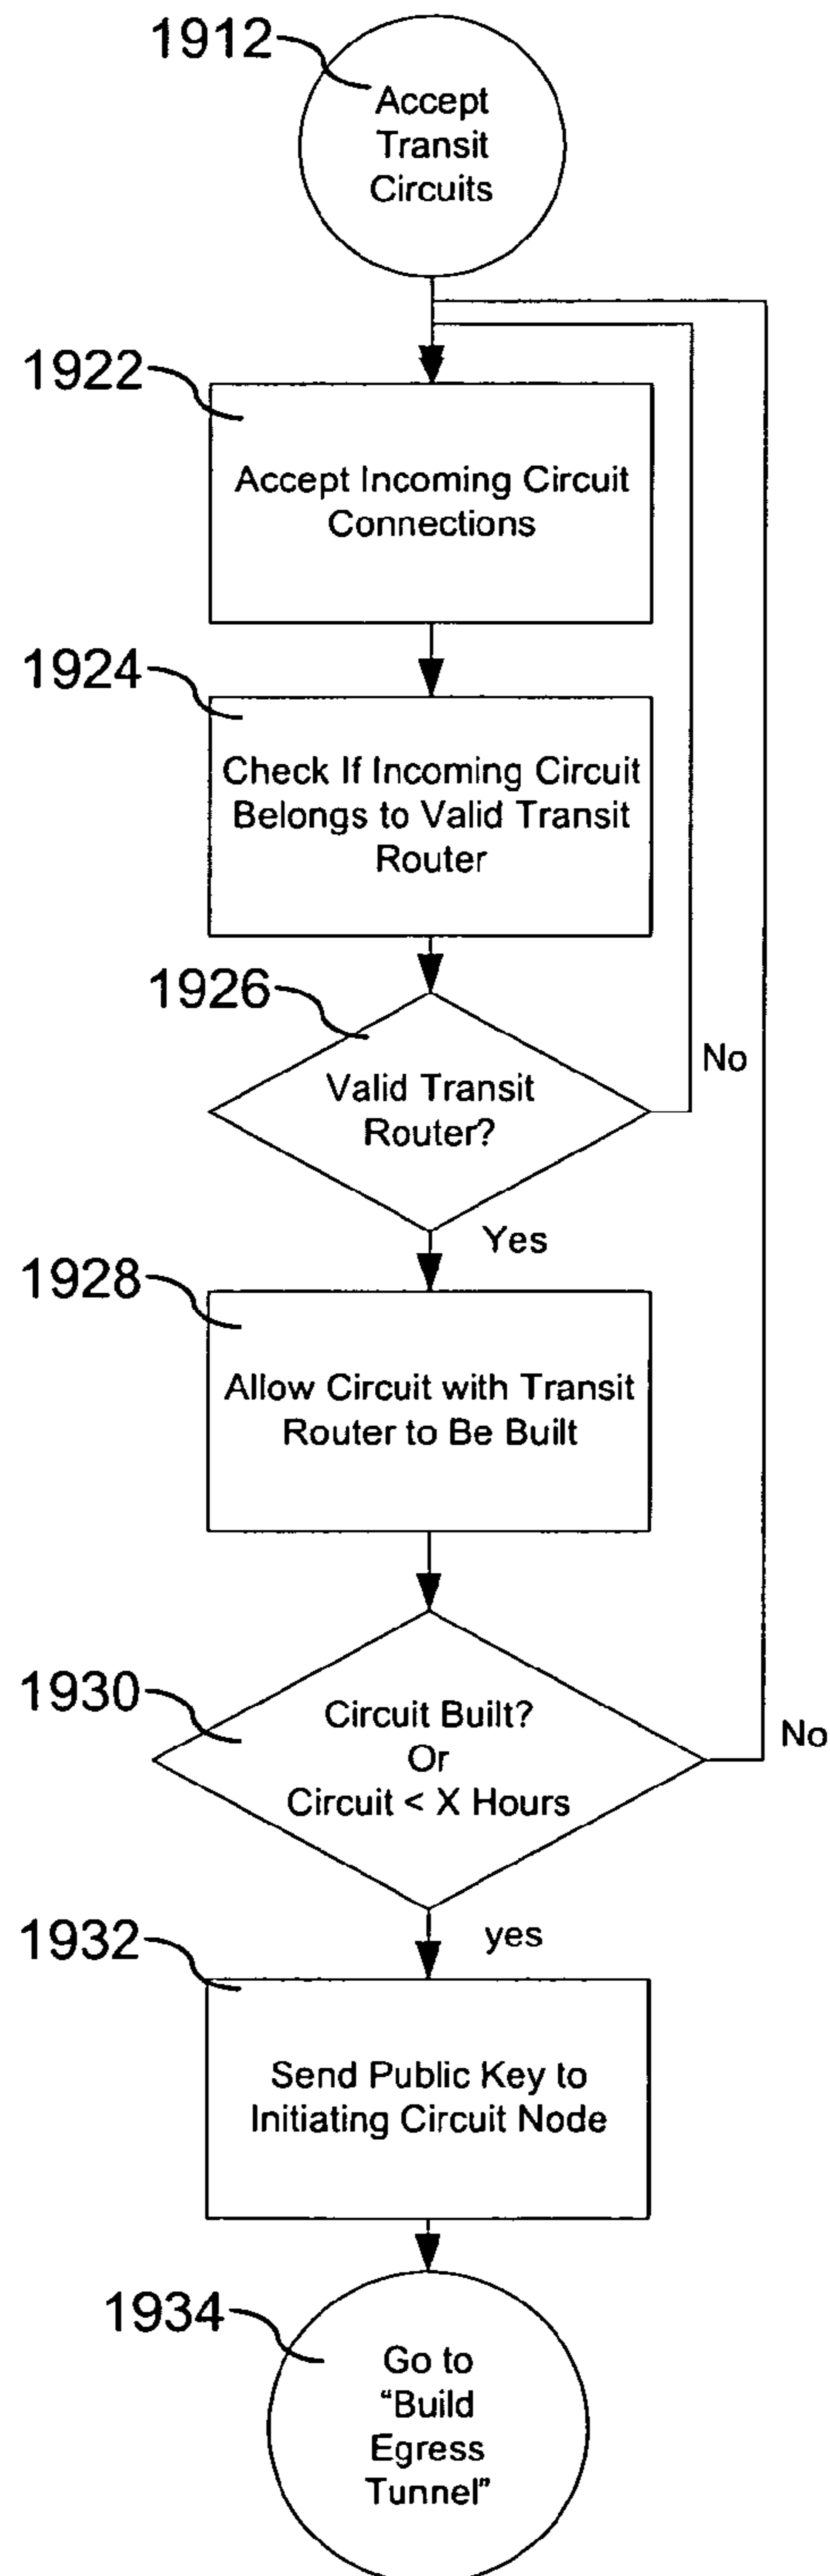 1912
Accept
Transit
Circuits
1922
Accept Incoming Circuit
Connections
1924
Check If Incoming Circuit
Belongs to Valid Transit
Router
1926
Valid Transit
Router?
No
Yes
1928
Allow Circuit with Transit
Router to Be Built
1930
Circuit Built?
Or
Circuit < X Hours
No
yes
1932
Send Public Key to
Initiating Circuit Node
1934
Go to
“Build
Egress
Tunnel”